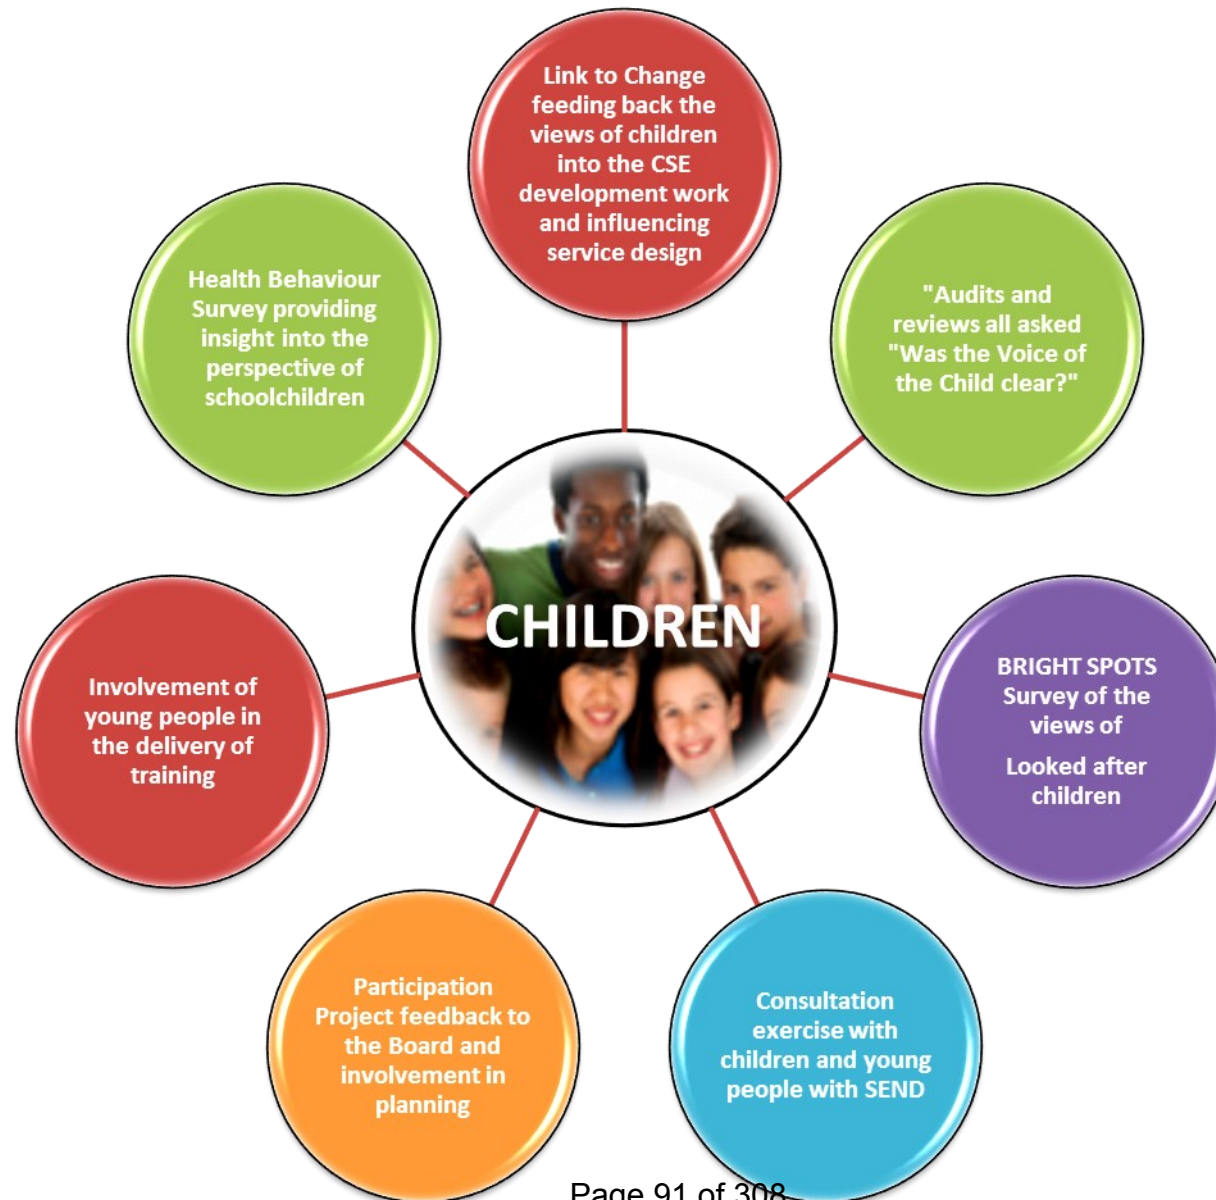 Link to Change
feeding back the
views of children
into the CSE
development work
and influencing
service design
"Audits and
reviews all asked
"Was the Voice of
the Child clear?"
BRIGHT SPOTS
Survey of the
views of
Looked after
children
Consultation
exercise with
children and young
people with SEND
Participation
Project feedback to
the Board and
involvement in
planning
Involvement of
young people in
the delivery of
training
Health Behaviour
Survey providing
insight into the
perspective of
schoolchildren
CHILDREN
Page 91 of 308